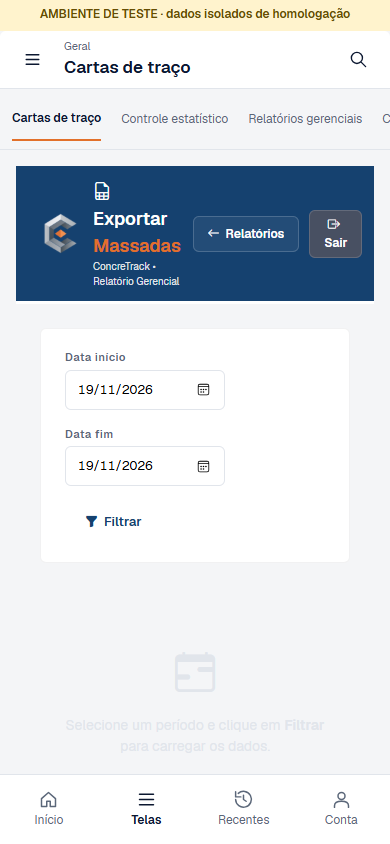 AMBIENTE DE TESTE · dados isolados de homologação
Geral
Cartas de traço
Cartas de traço
Controle estatístico
Relatórios gerenciais
C
Exportar
Massadas
ConcreTrack •
Relatório Gerencial
← Relatórios
Sair
Data início
19/11/2026
Data fim
19/11/2026
Filtrar
Selecione um período e clique em Filtrar
para carregar os dados.
Início
Telas
Recentes
Conta